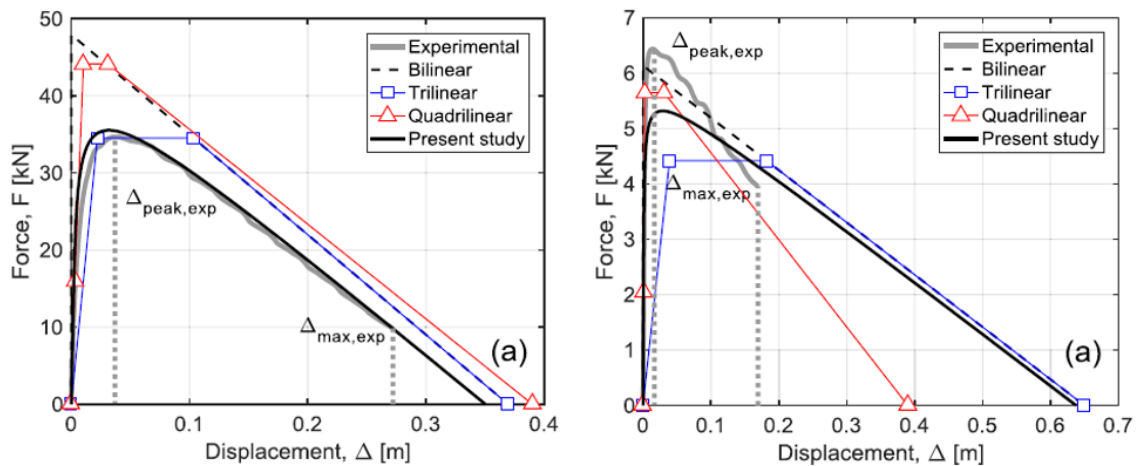 50
40
30
20
10
0
Force, F [kN]
Experimental
Bilinear
Trilinear
Quadrilinear
Present study
Δpeak,exp
Δmax,exp
(a)
0 0.1 0.2 0.3 0.4
Displacement, Δ [m]
7
6
5
4
3
2
1
0
Force, F [kN]
Δpeak,exp
Experimental
Bilinear
Trilinear
Quadrilinear
Present study
Δmax,exp
(a)
0 0.1 0.2 0.3 0.4 0.5 0.6 0.7
Displacement, Δ [m]